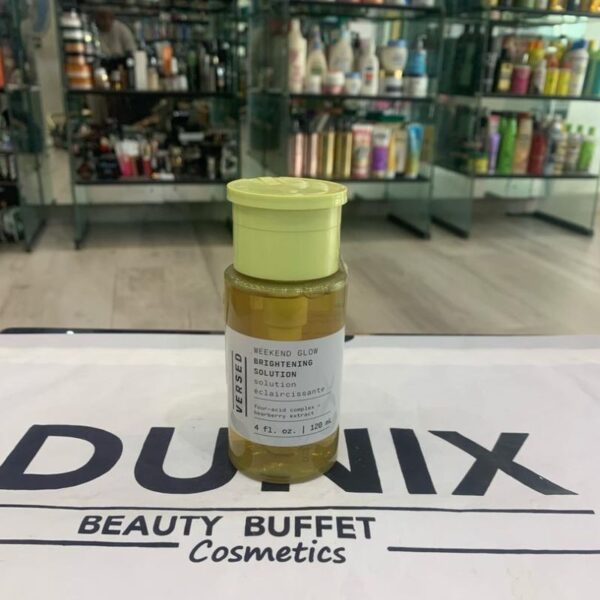 VERSED
WEEKEND GLOW
BRIGHTENING
SOLUTION
solution
eclaircissante
four-acid complex +
bearberry extract
4 fl. oz. | 120 mL
DUNIX
BEAUTY BUFFET
Cosmetics